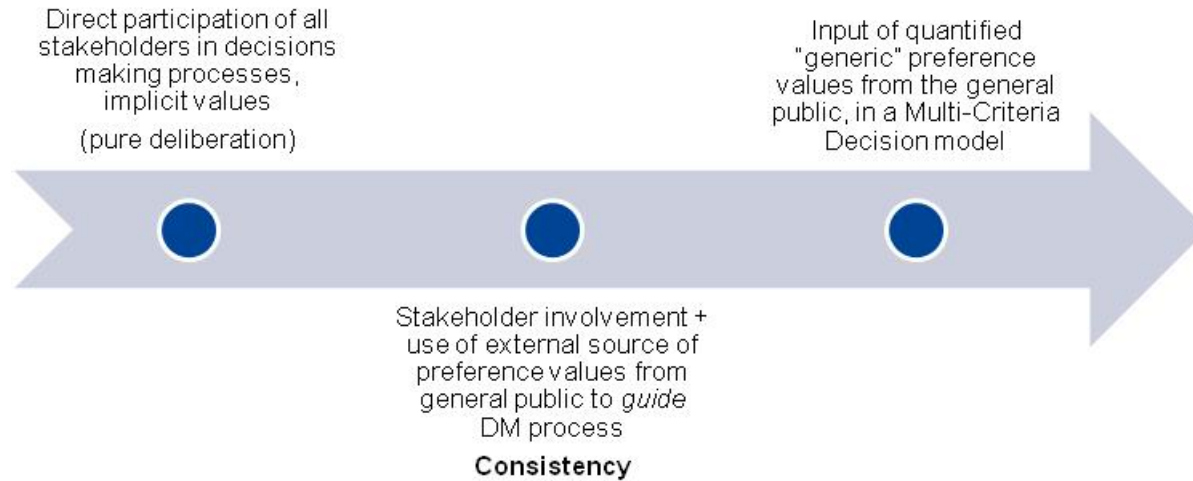 Direct participation of all
stakeholders in decisions
making processes,
implicit values
(pure deliberation)
Input of quantified
"generic" preference
values from the general
public, in a Multi-Criteria
Decision model
Stakeholder involvement +
use of external source of
preference values from
general public to guide
DM process
Consistency